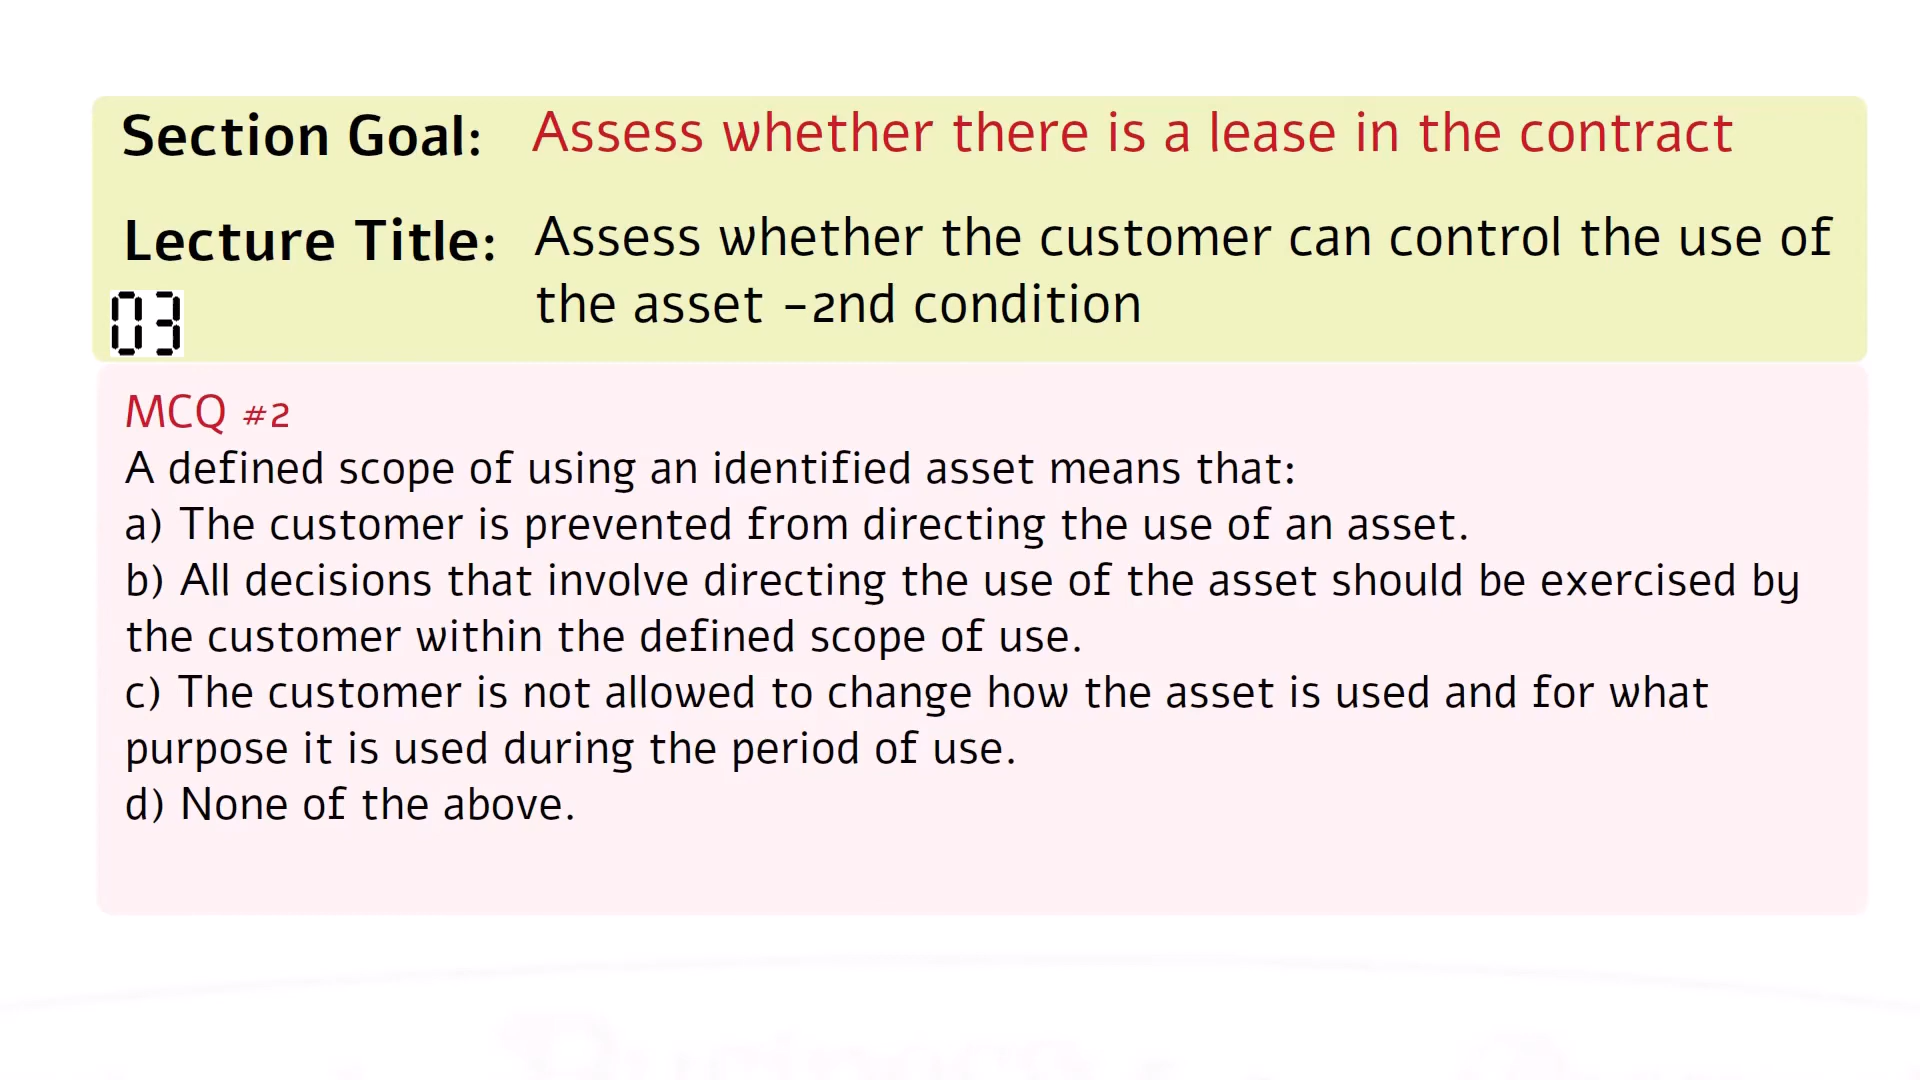 Section Goal: Assess whether there is a lease in the contract
Lecture Title: Assess whether the customer can control the use of
the asset -2nd condition
03
MCQ #2
A defined scope of using an identified asset means that:
a) The customer is prevented from directing the use of an asset.
b) All decisions that involve directing the use of the asset should be exercised by
the customer within the defined scope of use.
c) The customer is not allowed to change how the asset is used and for what
purpose it is used during the period of use.
d) None of the above.